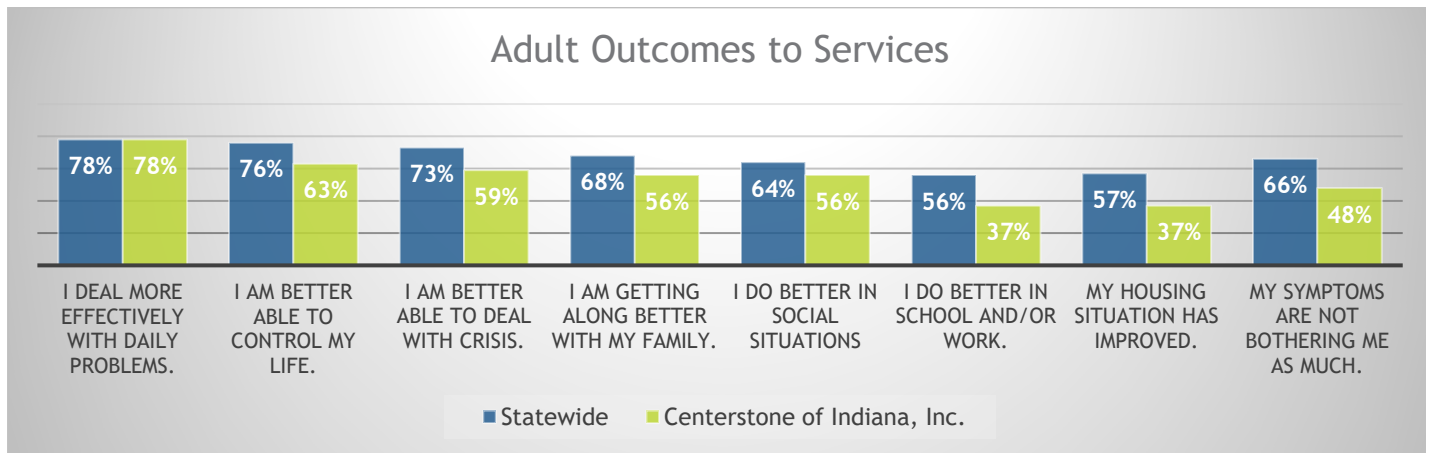 Adult Outcomes to Services
78% 78%
76% 63%
73% 59%
68% 56%
64% 56%
56% 37%
57% 37%
66% 48%
I DEAL MORE
EFFECTIVELY
WITH DAILY
PROBLEMS.
I AM BETTER
ABLE TO
CONTROL MY
LIFE.
I AM BETTER
ABLE TO DEAL
WITH CRISIS.
I AM GETTING
ALONG BETTER
WITH MY FAMILY.
I DO BETTER IN
SOCIAL
SITUATIONS
I DO BETTER IN
SCHOOL AND/OR
WORK.
MY HOUSING
SITUATION HAS
IMPROVED.
MY SYMPTOMS
ARE NOT
BOTHERING ME
AS MUCH.
Statewide
Centerstone of Indiana, Inc.